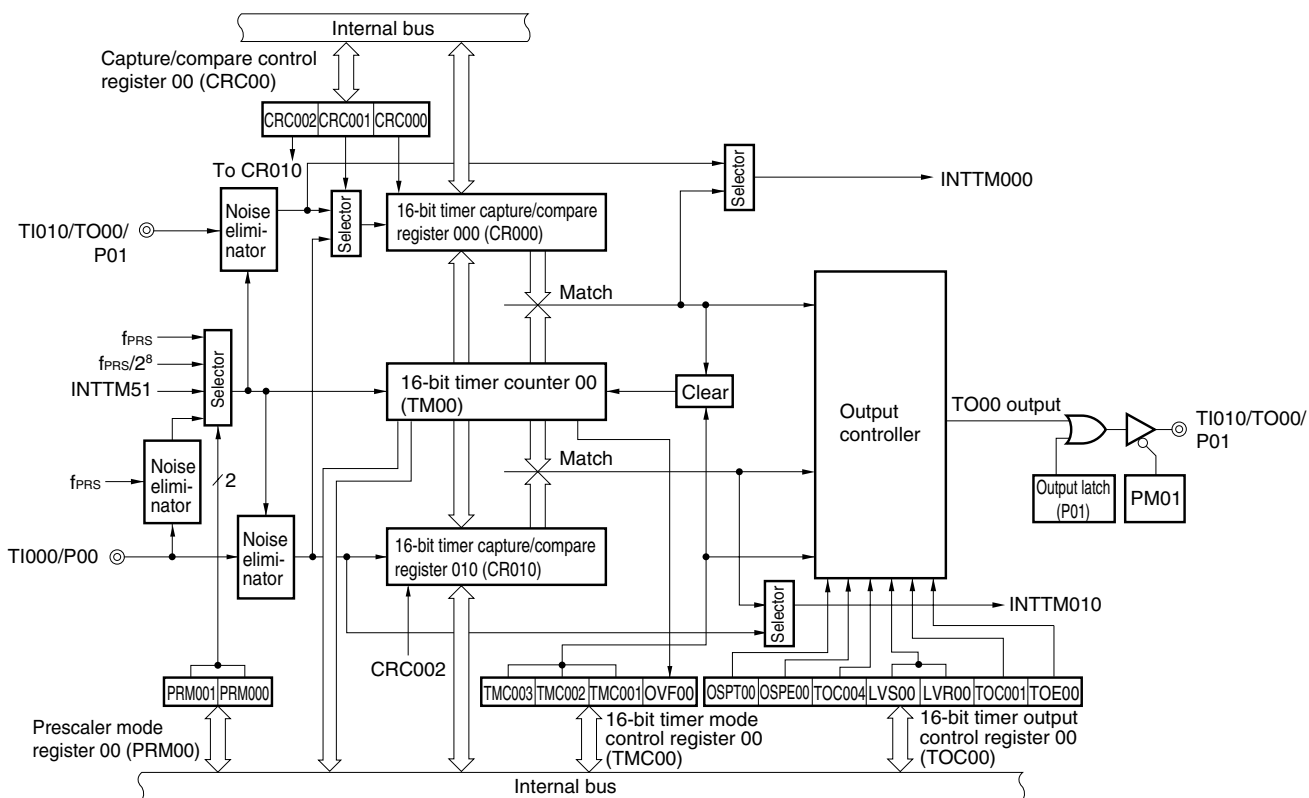 Internal bus
Capture/compare control
register 00 (CRC00)
CRC002 CRC001 CRC000
To CR010
Selector
INTTM000
Noise
elimi-
nator
Selector
16-bit timer capture/compare
register 000 (CR000)
TI010/TO00/
P01
Match
fPRS
fPRS/2⁸
INTTM51
Selector
16-bit timer counter 00
(TM00)
Clear
Output
controller
TO00 output
TI010/TO00/
P01
Match
fPRS
Noise
elimi-
nator
2
Output latch
(P01)
PM01
TI000/P00
Noise
elimi-
nator
16-bit timer capture/compare
register 010 (CR010)
Selector
INTTM010
CRC002
PRM001 PRM000
TMC003 TMC002 TMC001 OVF00
OSPT00 OSPE00 TOC004 LVS00 LVR00 TOC001 TOE00
Prescaler mode
register 00 (PRM00)
16-bit timer mode
control register 00
(TMC00)
16-bit timer output
control register 00
(TOC00)
Internal bus